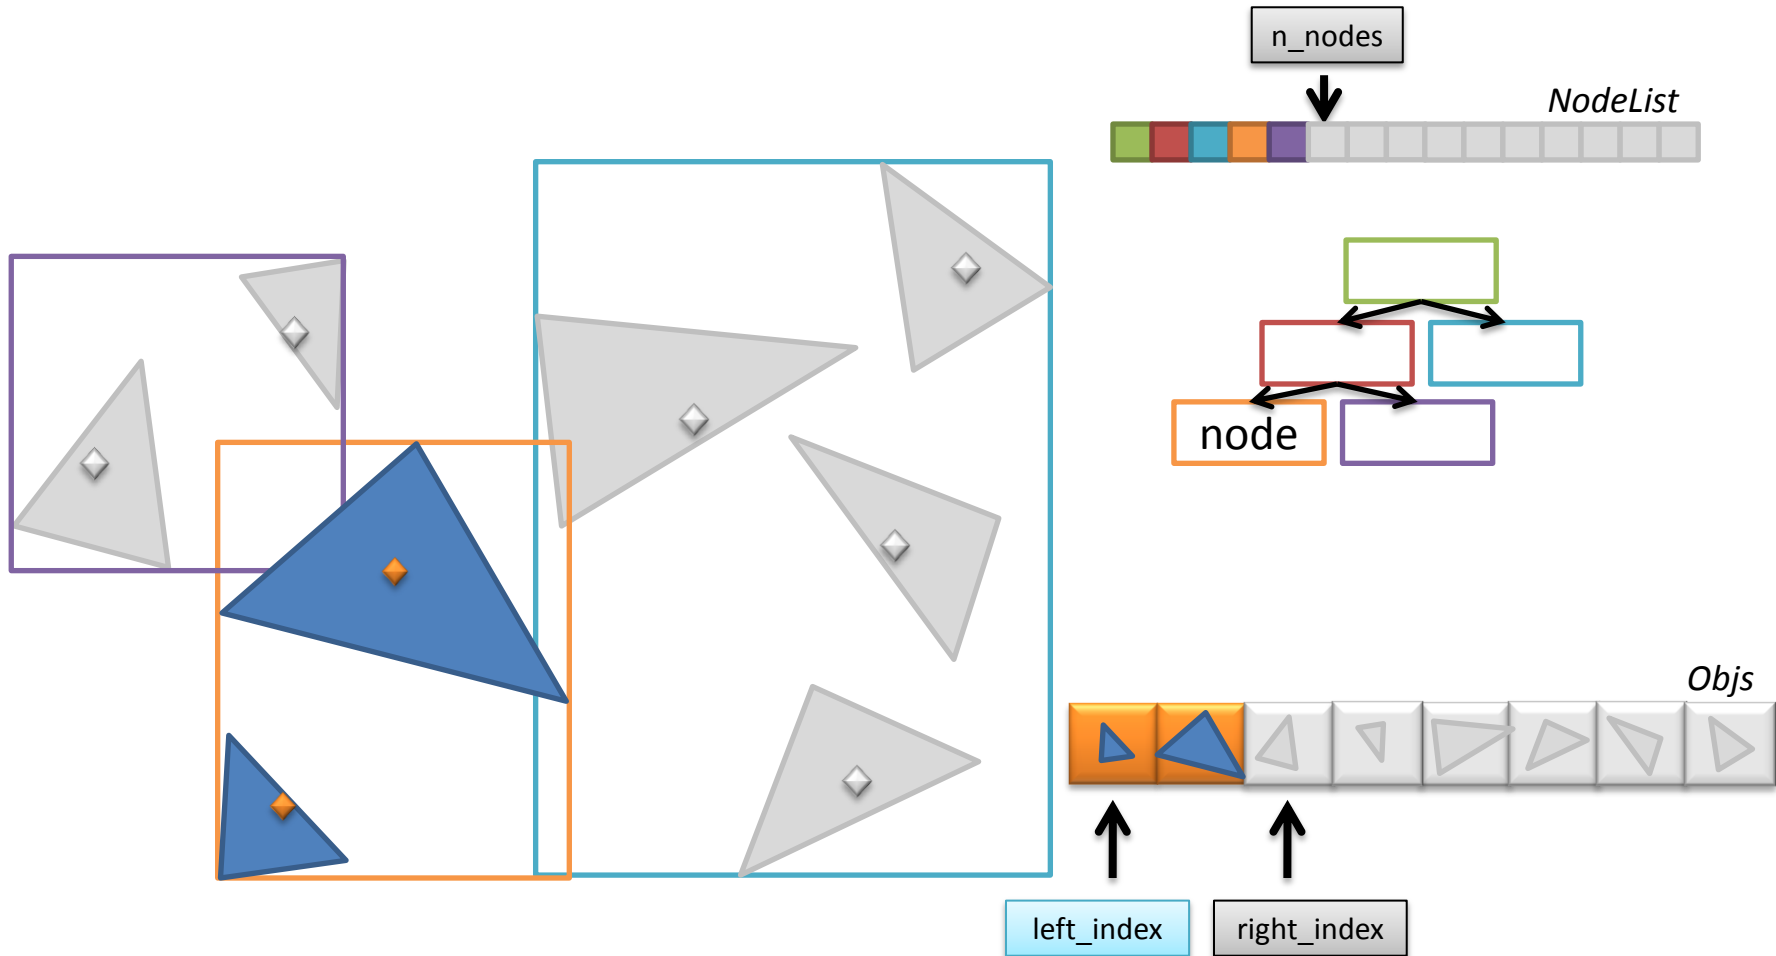 n_nodes
NodeList
node
Objs
left_index
right_index